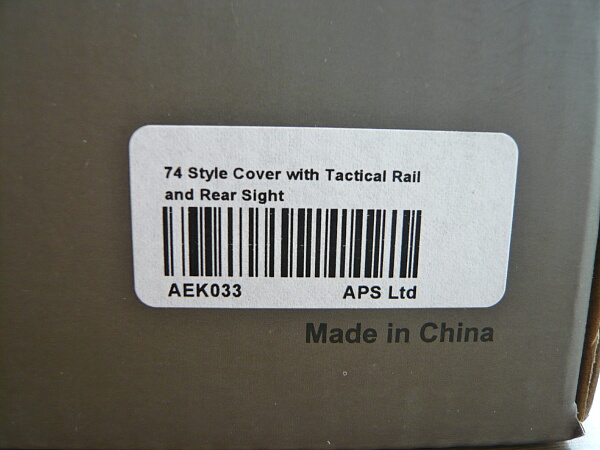 74 Style Cover with Tactical Rail
and Rear Sight
AEK033 APS Ltd
Made in China